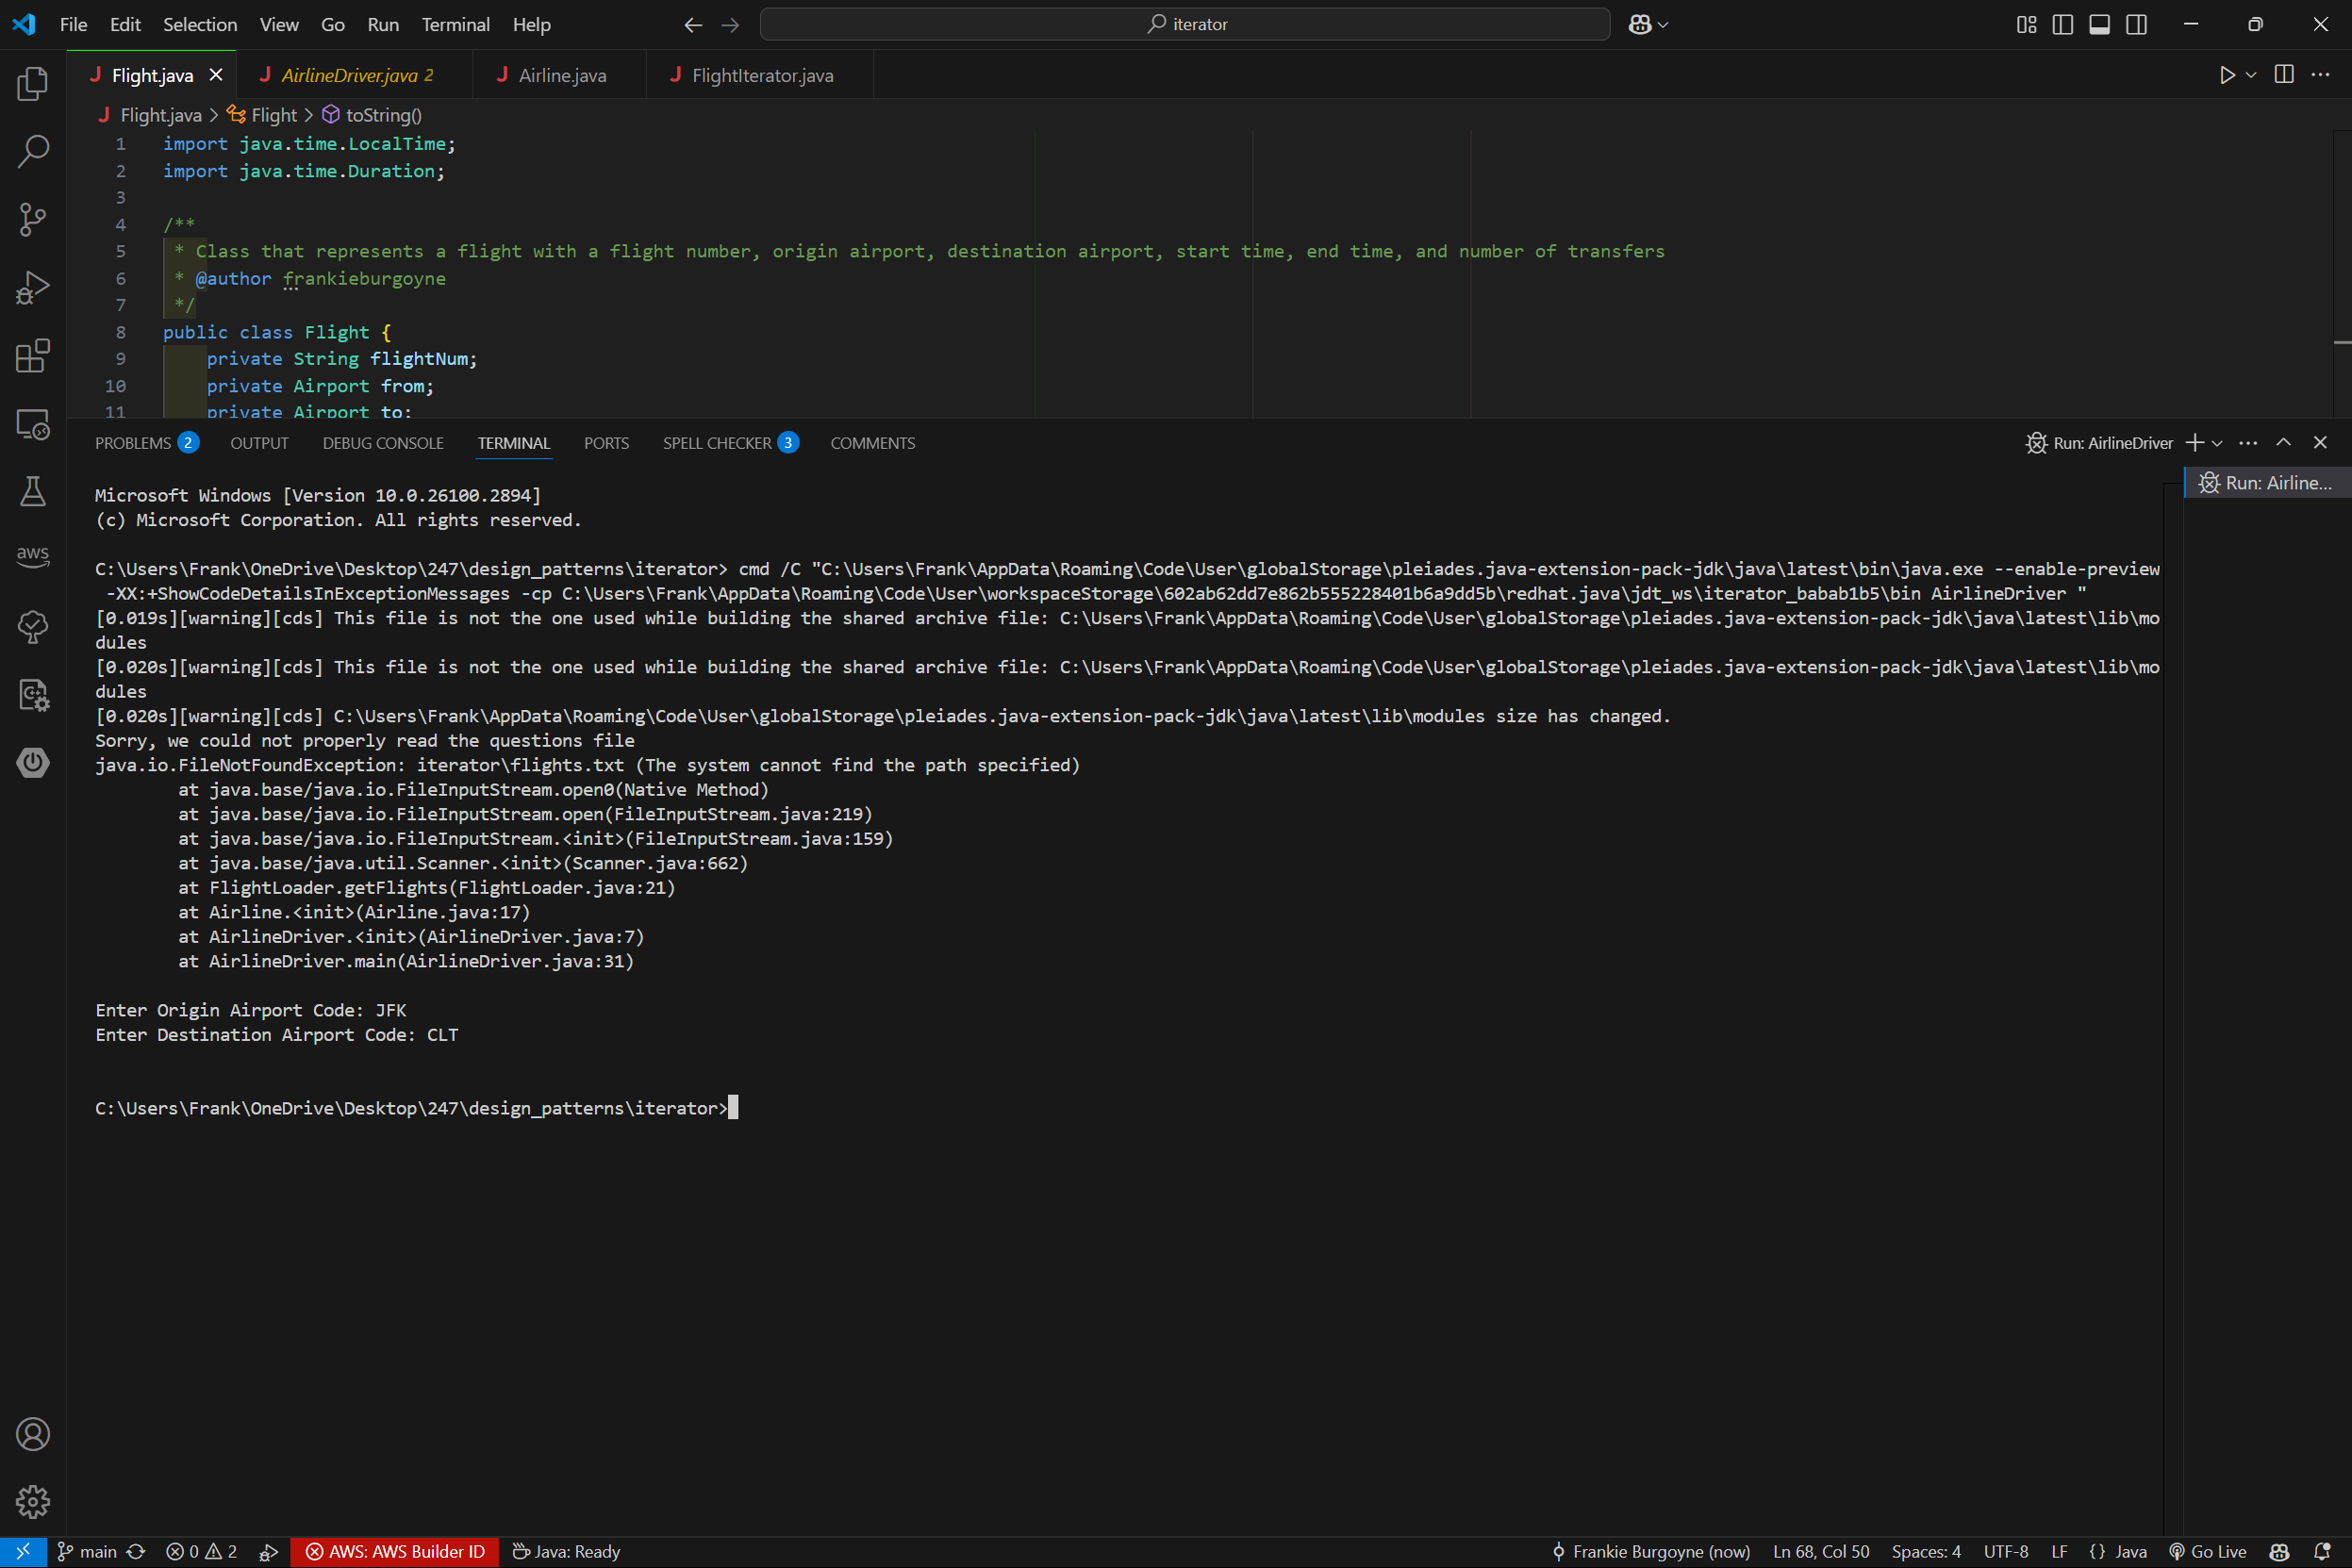 File Edit Selection View Go Run Terminal Help
iterator
Flight.java
AirlineDriver.java 2
Airline.java
FlightIterator.java
Flight.java > Flight > toString()
1 import java.time.LocalTime;
2 import java.time.Duration;
3
4 /**
5  * Class that represents a flight with a flight number, origin airport, destination airport, start time, end time, and number of transfers
6  * @author frankieburgoyne
7  */
8 public class Flight {
9     private String flightNum;
10     private Airport from;
11     private Airport to;
PROBLEMS 2 OUTPUT DEBUG CONSOLE TERMINAL PORTS SPELL CHECKER 3 COMMENTS
Run: AirlineDriver
Run: Airline...
Microsoft Windows [Version 10.0.26100.2894]
(c) Microsoft Corporation. All rights reserved.
C:\Users\Frank\OneDrive\Desktop\247\design_patterns\iterator> cmd /C "C:\Users\Frank\AppData\Roaming\Code\User\globalStorage\pleiades.java-extension-pack-jdk\java\latest\bin\java.exe --enable-preview
 -XX:+ShowCodeDetailsInExceptionMessages -cp C:\Users\Frank\AppData\Roaming\Code\User\workspaceStorage\602ab62dd7e862b555228401b6a9dd5b\redhat.java\jdt_ws\iterator_babab1b5\bin AirlineDriver "
[0.019s][warning][cds] This file is not the one used while building the shared archive file: C:\Users\Frank\AppData\Roaming\Code\User\globalStorage\pleiades.java-extension-pack-jdk\java\latest\lib\mo
dules
[0.020s][warning][cds] This file is not the one used while building the shared archive file: C:\Users\Frank\AppData\Roaming\Code\User\globalStorage\pleiades.java-extension-pack-jdk\java\latest\lib\mo
dules
[0.020s][warning][cds] C:\Users\Frank\AppData\Roaming\Code\User\globalStorage\pleiades.java-extension-pack-jdk\java\latest\lib\modules size has changed.
Sorry, we could not properly read the questions file
java.io.FileNotFoundException: iterator\flights.txt (The system cannot find the path specified)
        at java.base/java.io.FileInputStream.open0(Native Method)
        at java.base/java.io.FileInputStream.open(FileInputStream.java:219)
        at java.base/java.io.FileInputStream.<init>(FileInputStream.java:159)
        at java.base/java.util.Scanner.<init>(Scanner.java:662)
        at FlightLoader.getFlights(FlightLoader.java:21)
        at Airline.<init>(Airline.java:17)
        at AirlineDriver.<init>(AirlineDriver.java:7)
        at AirlineDriver.main(AirlineDriver.java:31)
Enter Origin Airport Code: JFK
Enter Destination Airport Code: CLT
C:\Users\Frank\OneDrive\Desktop\247\design_patterns\iterator>
aws
main 0 2 AWS: AWS Builder ID Java: Ready Frankie Burgoyne (now) Ln 68, Col 50 Spaces: 4 UTF-8 LF {} Java Go Live